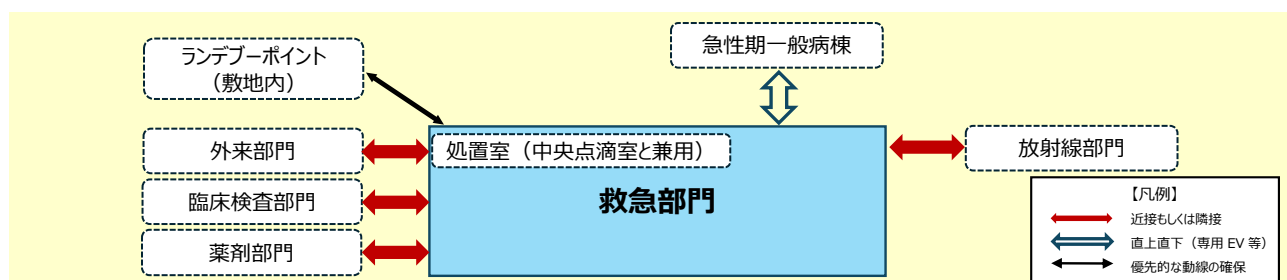 ランデブーポイント
（敷地内）
急性期一般病棟
外来部門
処置室（中央点滴室と兼用）
放射線部門
臨床検査部門
救急部門
薬剤部門
【凡例】
近接もしくは隣接
直上直下（専用 EV 等）
優先的な動線の確保